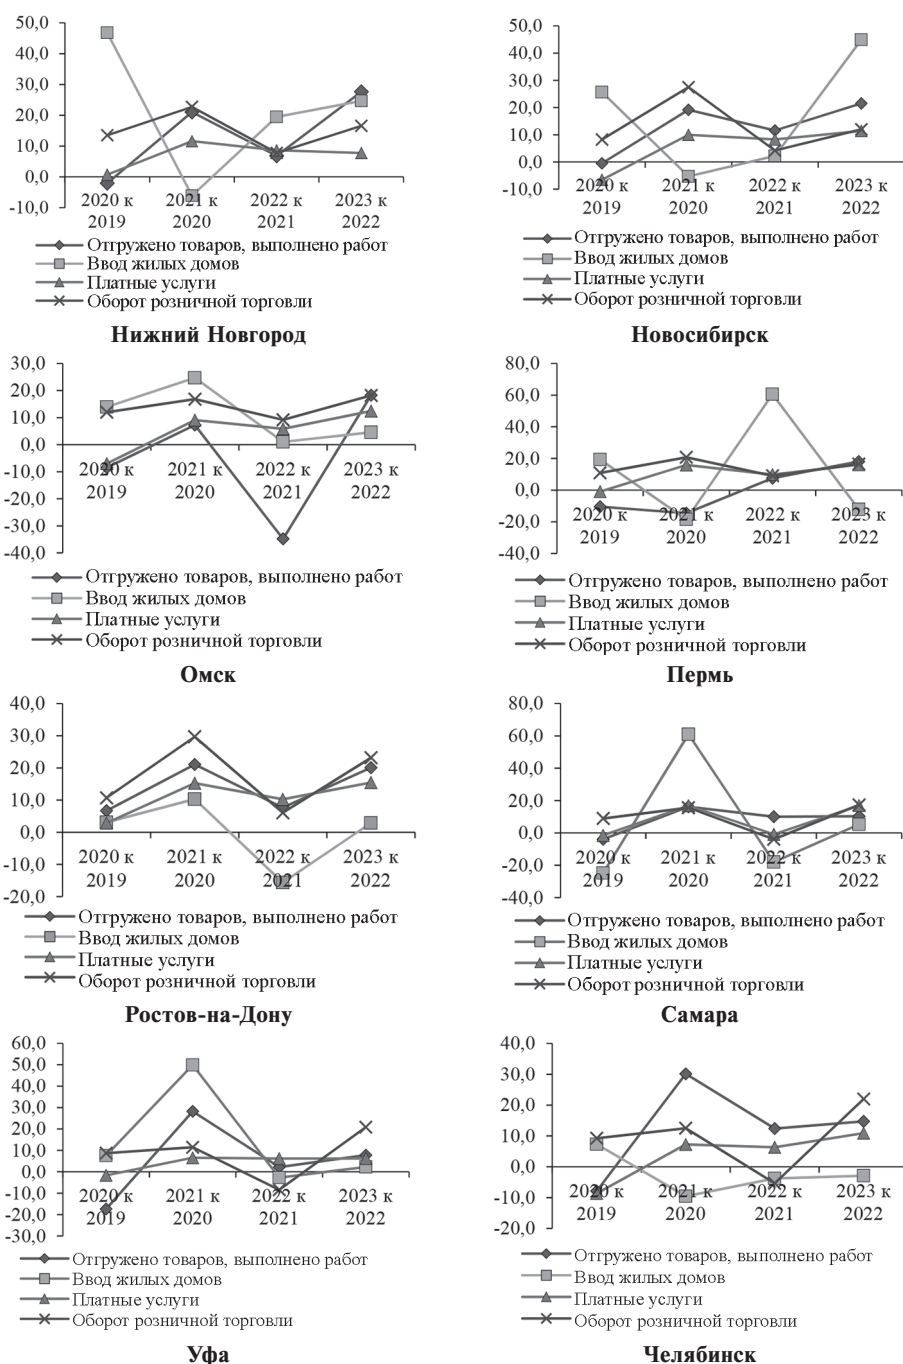 50,0
40,0
30,0
20,0
10,0
0,0
-10,0
2020 к 2021 к 2022 к 2023 к
2019 2020 2021 2022
Отгружено товаров, выполнено работ
Ввод жилых домов
Платные услуги
Оборот розничной торговли
Нижний Новгород
50,0
40,0
30,0
20,0
10,0
0,0
-10,0
2020 к 2021 к 2022 к 2023 к
2019 2020 2021 2022
Отгружено товаров, выполнено работ
Ввод жилых домов
Платные услуги
Оборот розничной торговли
Новосибирск
30,0
20,0
10,0
0,0
-10,0
-20,0
-30,0
-40,0
2020 к 2021 к 2022 к 2023 к
2019 2020 2021 2022
Отгружено товаров, выполнено работ
Ввод жилых домов
Платные услуги
Оборот розничной торговли
Омск
80,0
60,0
40,0
20,0
0,0
-20,0
-40,0
2020 к 2021 к 2022 к 2023 к
2019 2020 2021 2022
Отгружено товаров, выполнено работ
Ввод жилых домов
Платные услуги
Оборот розничной торговли
Пермь
40,0
30,0
20,0
10,0
0,0
-10,0
-20,0
2020 к 2021 к 2022 к 2023 к
2019 2020 2021 2022
Отгружено товаров, выполнено работ
Ввод жилых домов
Платные услуги
Оборот розничной торговли
Ростов-на-Дону
80,0
60,0
40,0
20,0
0,0
-20,0
-40,0
2020 к 2021 к 2022 к 2023 к
2019 2020 2021 2022
Отгружено товаров, выполнено работ
Ввод жилых домов
Платные услуги
Оборот розничной торговли
Самара
60,0
50,0
40,0
30,0
20,0
10,0
0,0
-10,0
-20,0
-30,0
2020 к 2021 к 2022 к 2023 к
2019 2020 2021 2022
Отгружено товаров, выполнено работ
Ввод жилых домов
Платные услуги
Оборот розничной торговли
Уфа
40,0
30,0
20,0
10,0
0,0
-10,0
-20,0
2020 к 2021 к 2022 к 2023 к
2019 2020 2021 2022
Отгружено товаров, выполнено работ
Ввод жилых домов
Платные услуги
Оборот розничной торговли
Челябинск